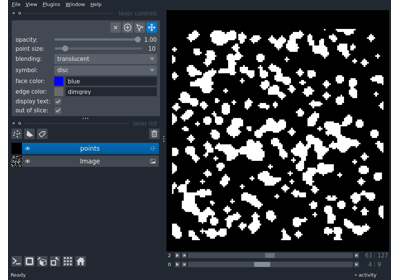 File View Plugins Window Help
layer controls
opacity: 1.00
point size: 10
blending: translucent
symbol: disc
face color: blue
edge color: dimgrey
display text:
out of slice:
layer list
points
Image
2 63 127
0 4 9
Ready activity